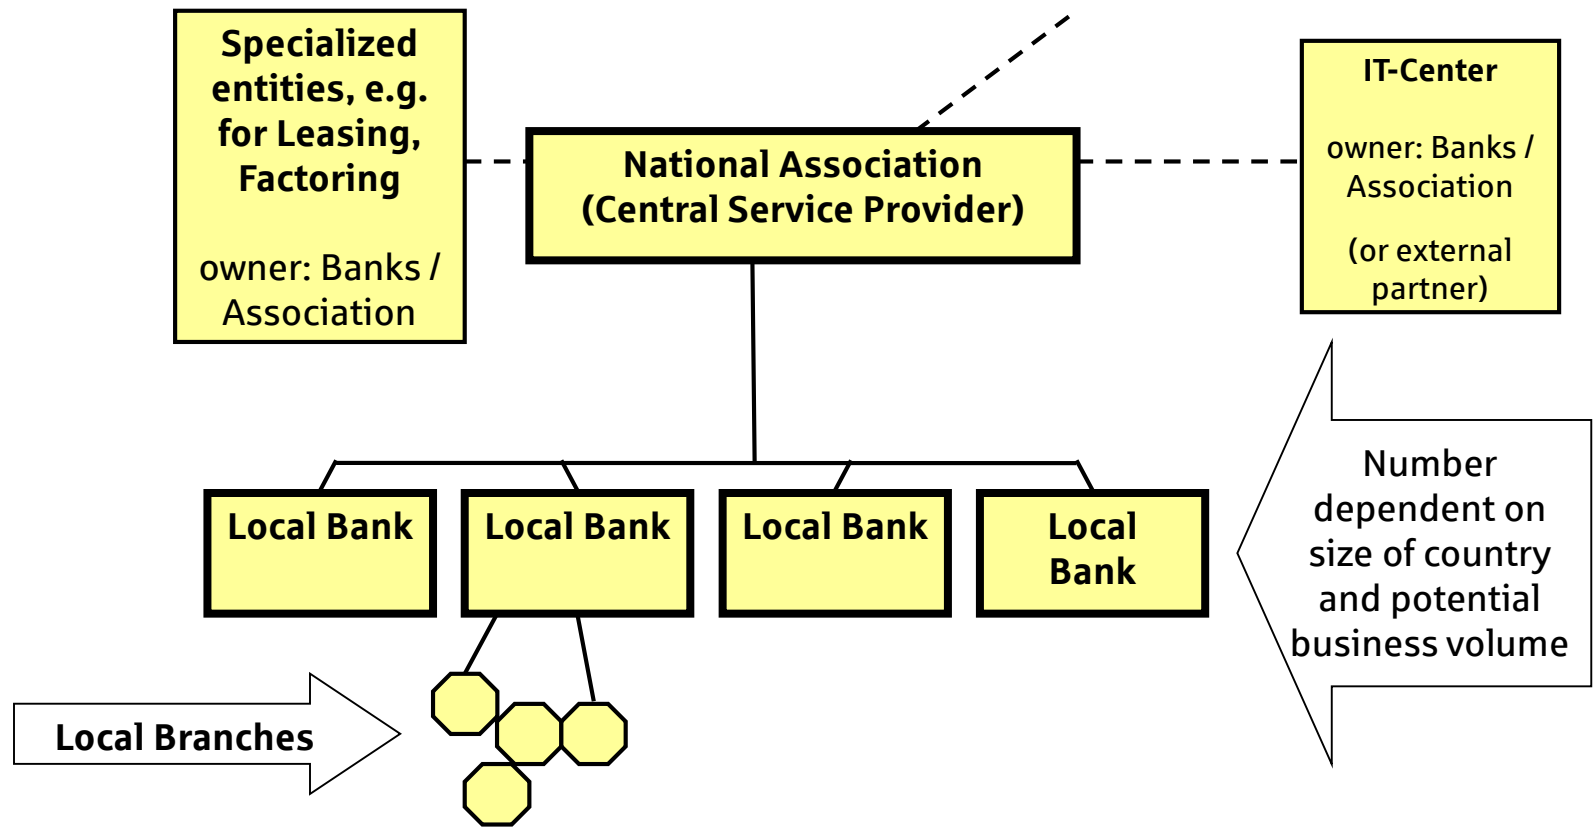 Specialized
entities, e.g.
for Leasing,
Factoring
owner: Banks /
Association
National Association
(Central Service Provider)
IT-Center
owner: Banks /
Association
(or external
partner)
Local Bank
Local Bank
Local Bank
Local
Bank
Number
dependent on
size of country
and potential
business volume
Local Branches